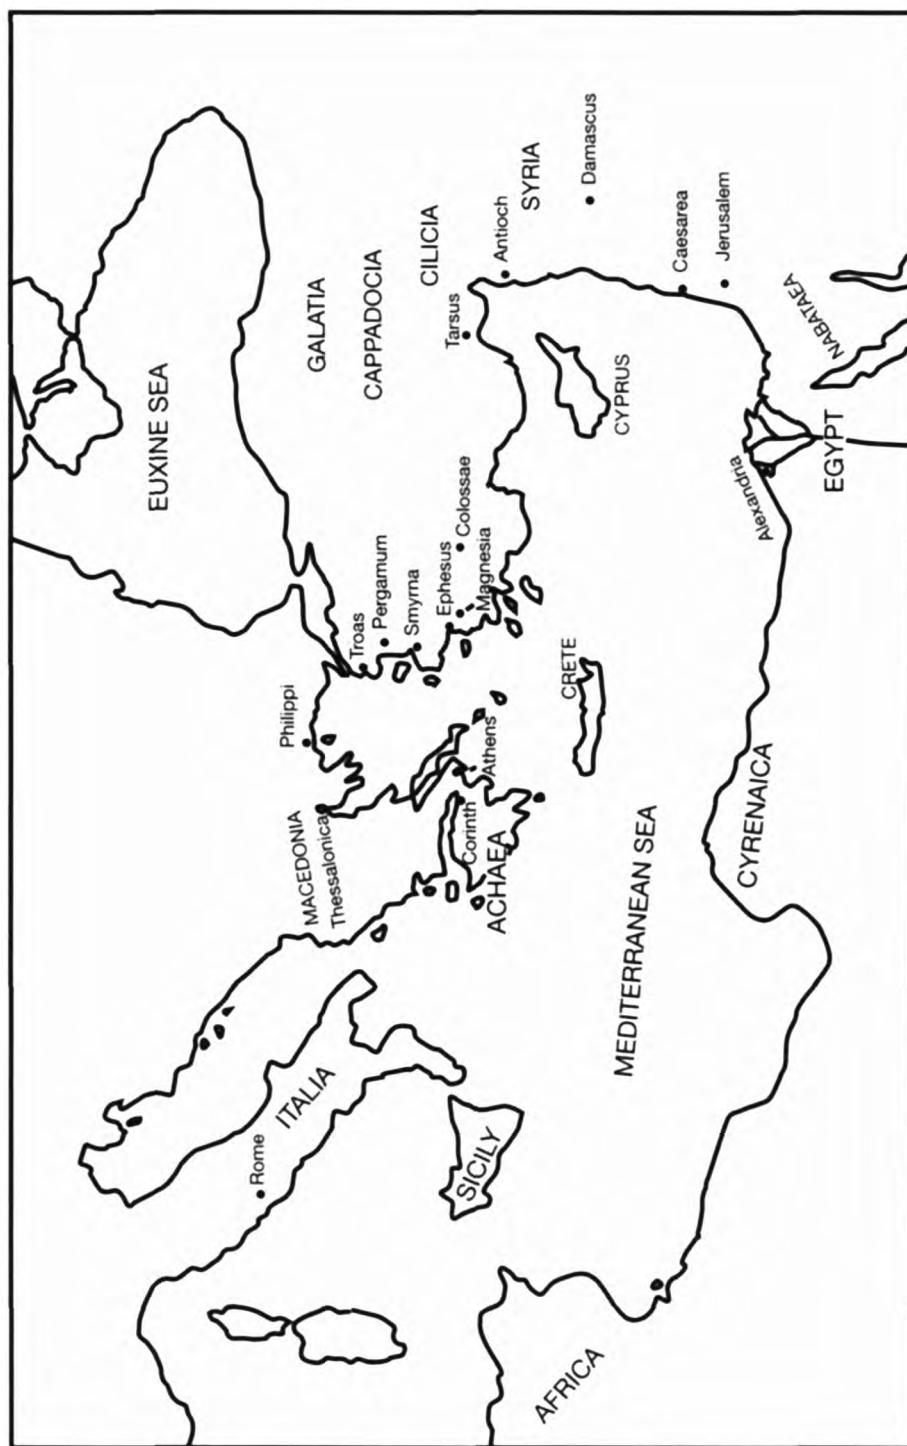 EUXINE SEA
GALATIA
CAPPADOCIA
CILICIA
Tarsus
Antioch
SYRIA
Damascus
CYPRUS
Caesarea
Jerusalem
NABATAEA
EGYPT
Alexandria
Troas
Pergamum
Smyrna
Ephesus
Magnesia
Colossae
Philippi
MACEDONIA
Thessalonica
Athens
Corinth
ACHAEA
CRETE
MEDITERRANEAN SEA
CYRENAICA
ITALIA
Rome
SICILY
AFRICA